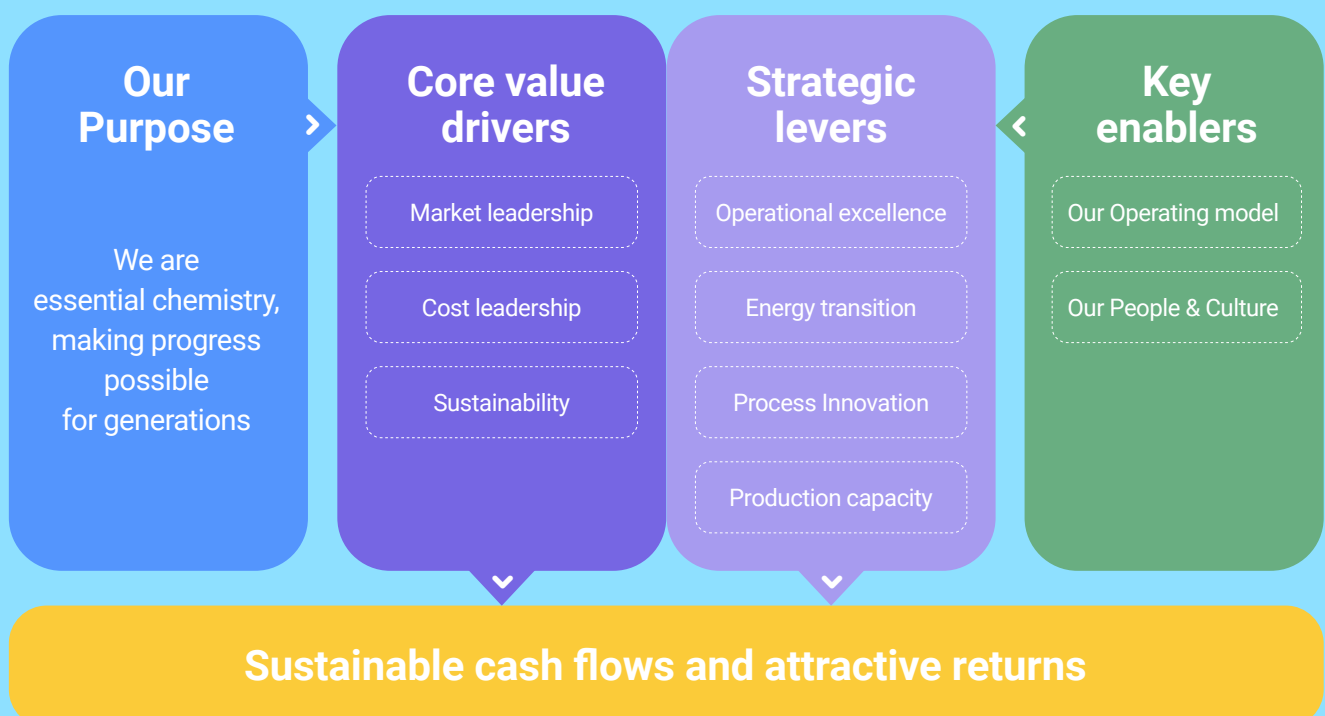 Our
Purpose
We are
essential chemistry,
making progress
possible
for generations
Core value
drivers
Market leadership
Cost leadership
Sustainability
Strategic
levers
Operational excellence
Energy transition
Process Innovation
Production capacity
Key
enablers
Our Operating model
Our People & Culture
Sustainable cash flows and attractive returns